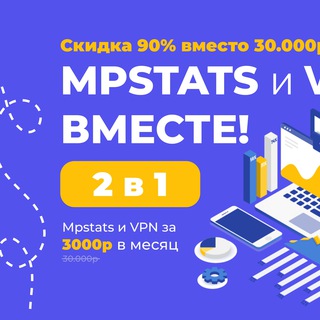 Скидка 90% вместо 30.000р
MPSTATS и V
ВМЕСТЕ!
2 в 1
Mpstats и VPN за
3000р в месяц
30.000р